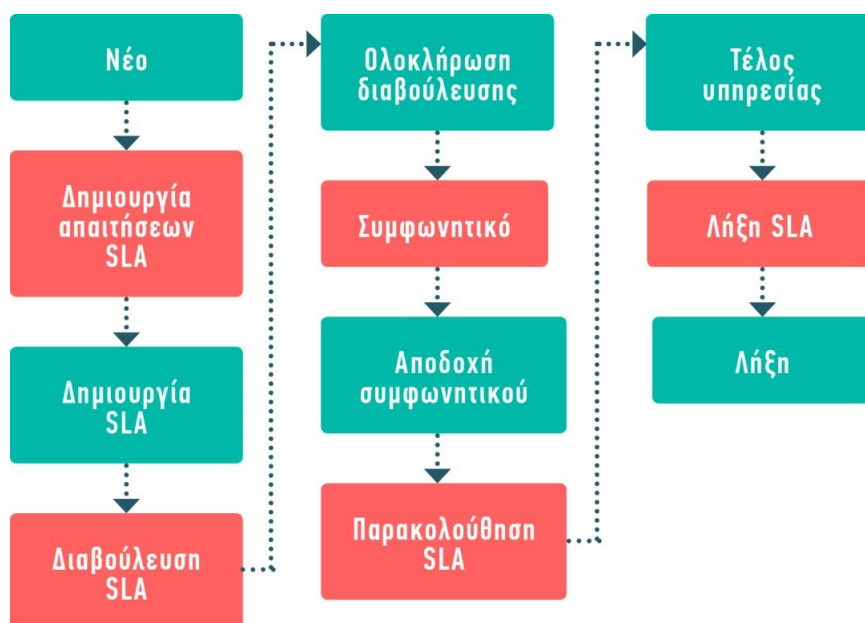 Νέο
Δημιουργία
απαιτήσεων
SLA
Δημιουργία
SLA
Διαβούλευση
SLA
Ολοκλήρωση
διαβούλευσης
Συμφωνητικό
Αποδοχή
συμφωνητικού
Παρακολούθηση
SLA
Τέλος
υπηρεσίας
Λήξη SLA
Λήξη